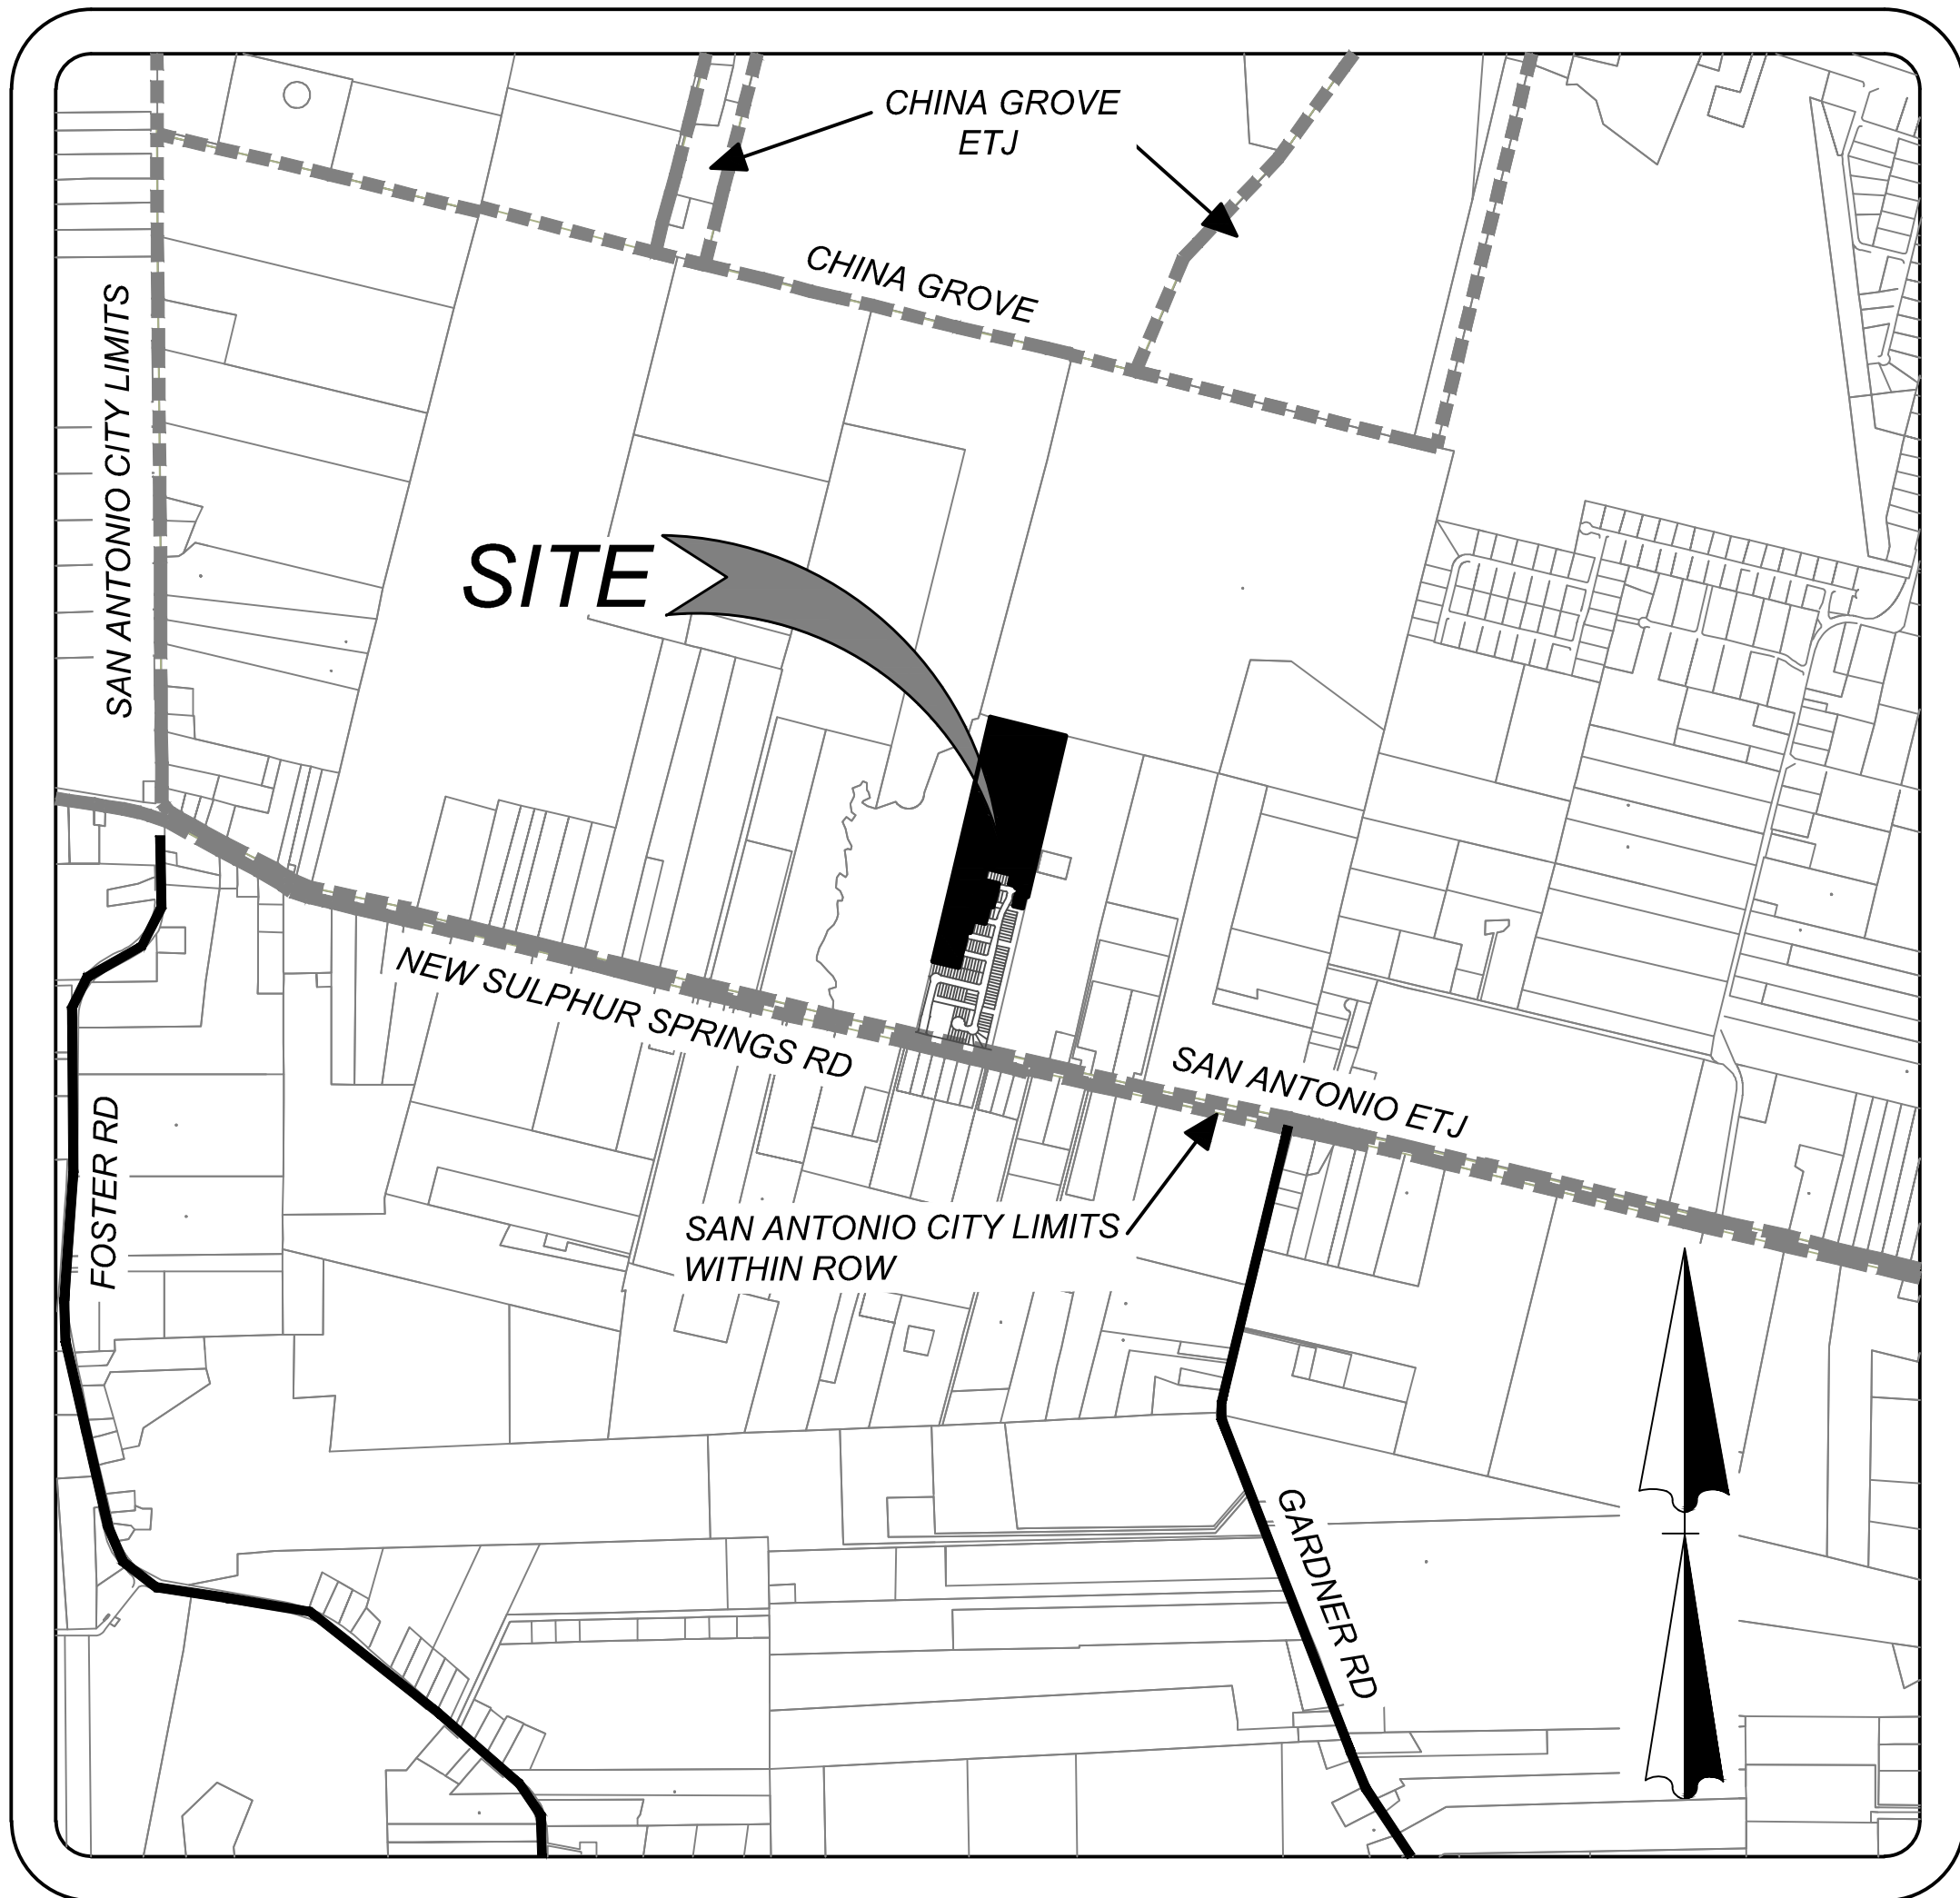 CHINA GROVE
ETJ
CHINA GROVE
SAN ANTONIO CITY LIMITS
SITE
NEW SULPHUR SPRINGS RD
SAN ANTONIO ETJ
FOSTER RD
SAN ANTONIO CITY LIMITS
WITHIN ROW
GARDNER RD